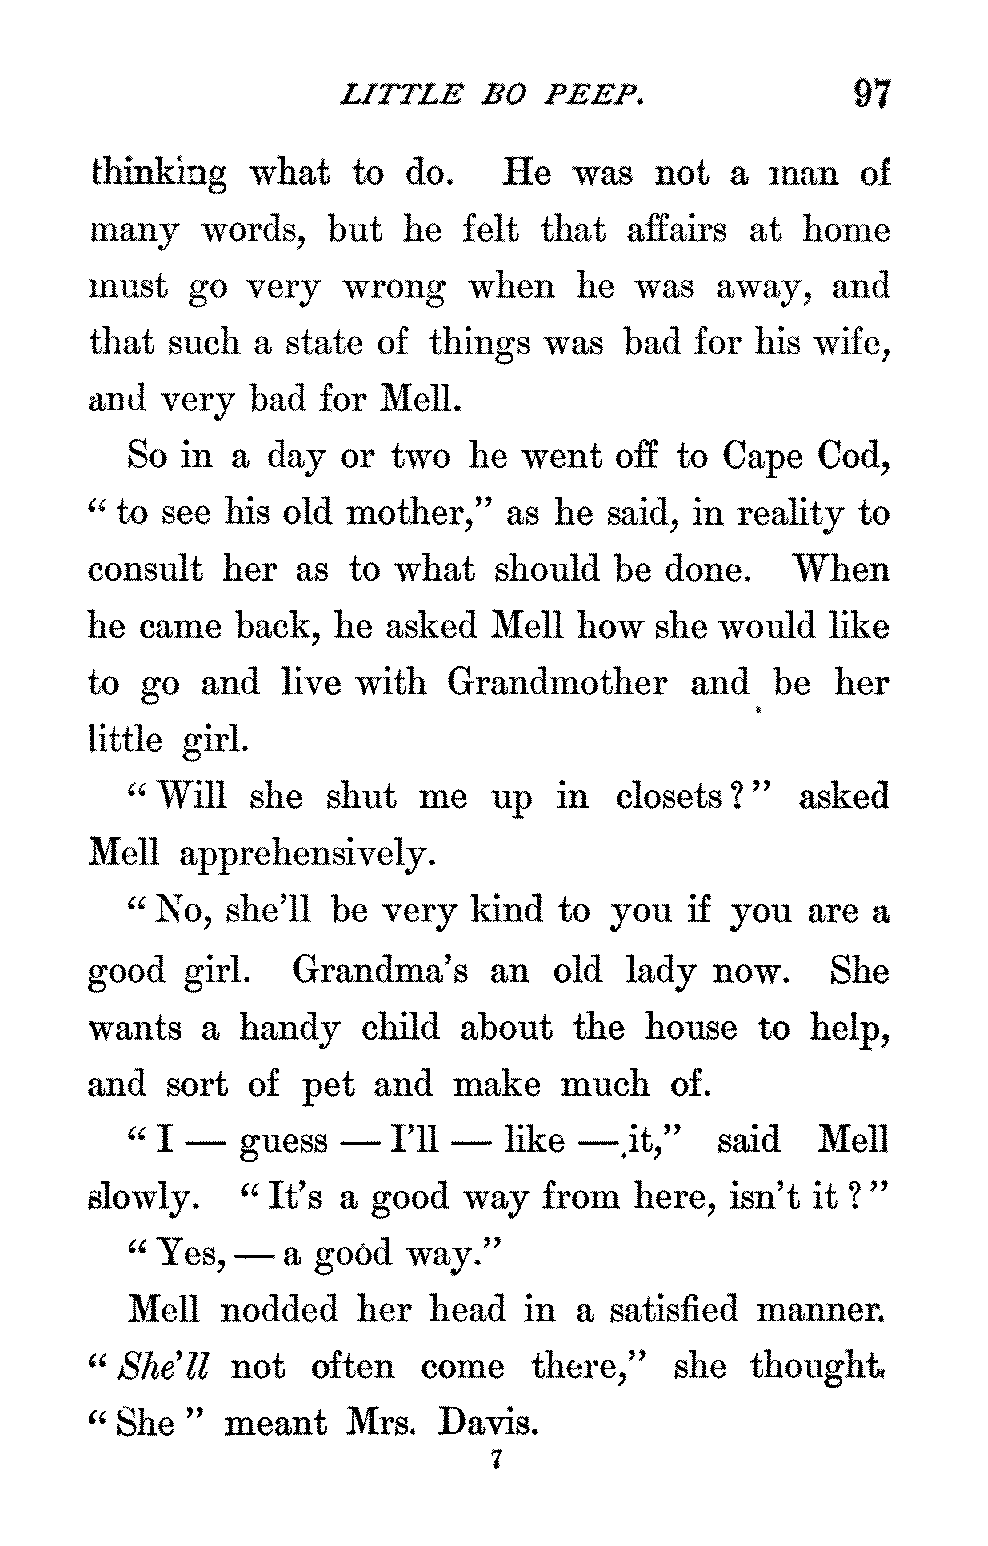 LITTLE BO PEEP. 97
thinking what to do. He was not a man of
many words, but he felt that affairs at home
must go very wrong when he was away, and
that such a state of things was bad for his wife,
and very bad for Mell.
So in a day or two he went off to Cape Cod,
“to see his old mother,” as he said, in reality to
consult her as to what should be done. When
he came back, he asked Mell how she would like
to go and live with Grandmother and be her
little girl.
“Will she shut me up in closets?” asked
Mell apprehensively.
“No, she’ll be very kind to you if you are a
good girl. Grandma’s an old lady now. She
wants a handy child about the house to help,
and sort of pet and make much of.
“I — guess — I’ll — like — it,” said Mell
slowly. “It’s a good way from here, isn’t it?”
“Yes, — a good way.”
Mell nodded her head in a satisfied manner.
“She’ll not often come there,” she thought.
“She” meant Mrs. Davis.
7